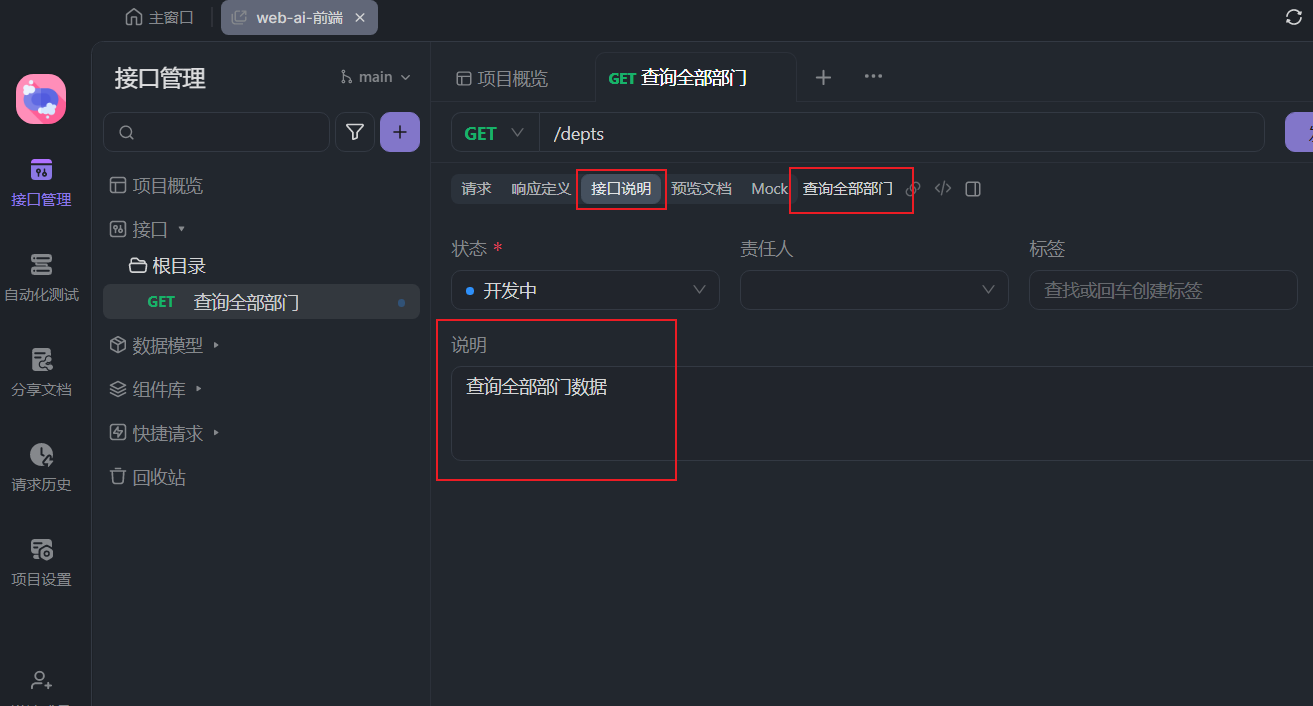 主窗口
web-ai-前端
接口管理
main
项目概览
GET 查询全部部门
GET
/depts
请求
响应定义
接口说明
预览文档
Mock
查询全部部门
接口管理
自动化测试
分享文档
请求历史
项目设置
项目概览
接口
根目录
GET 查询全部部门
数据模型
组件库
快捷请求
回收站
状态 *
责任人
标签
开发中
查找或回车创建标签
说明
查询全部部门数据